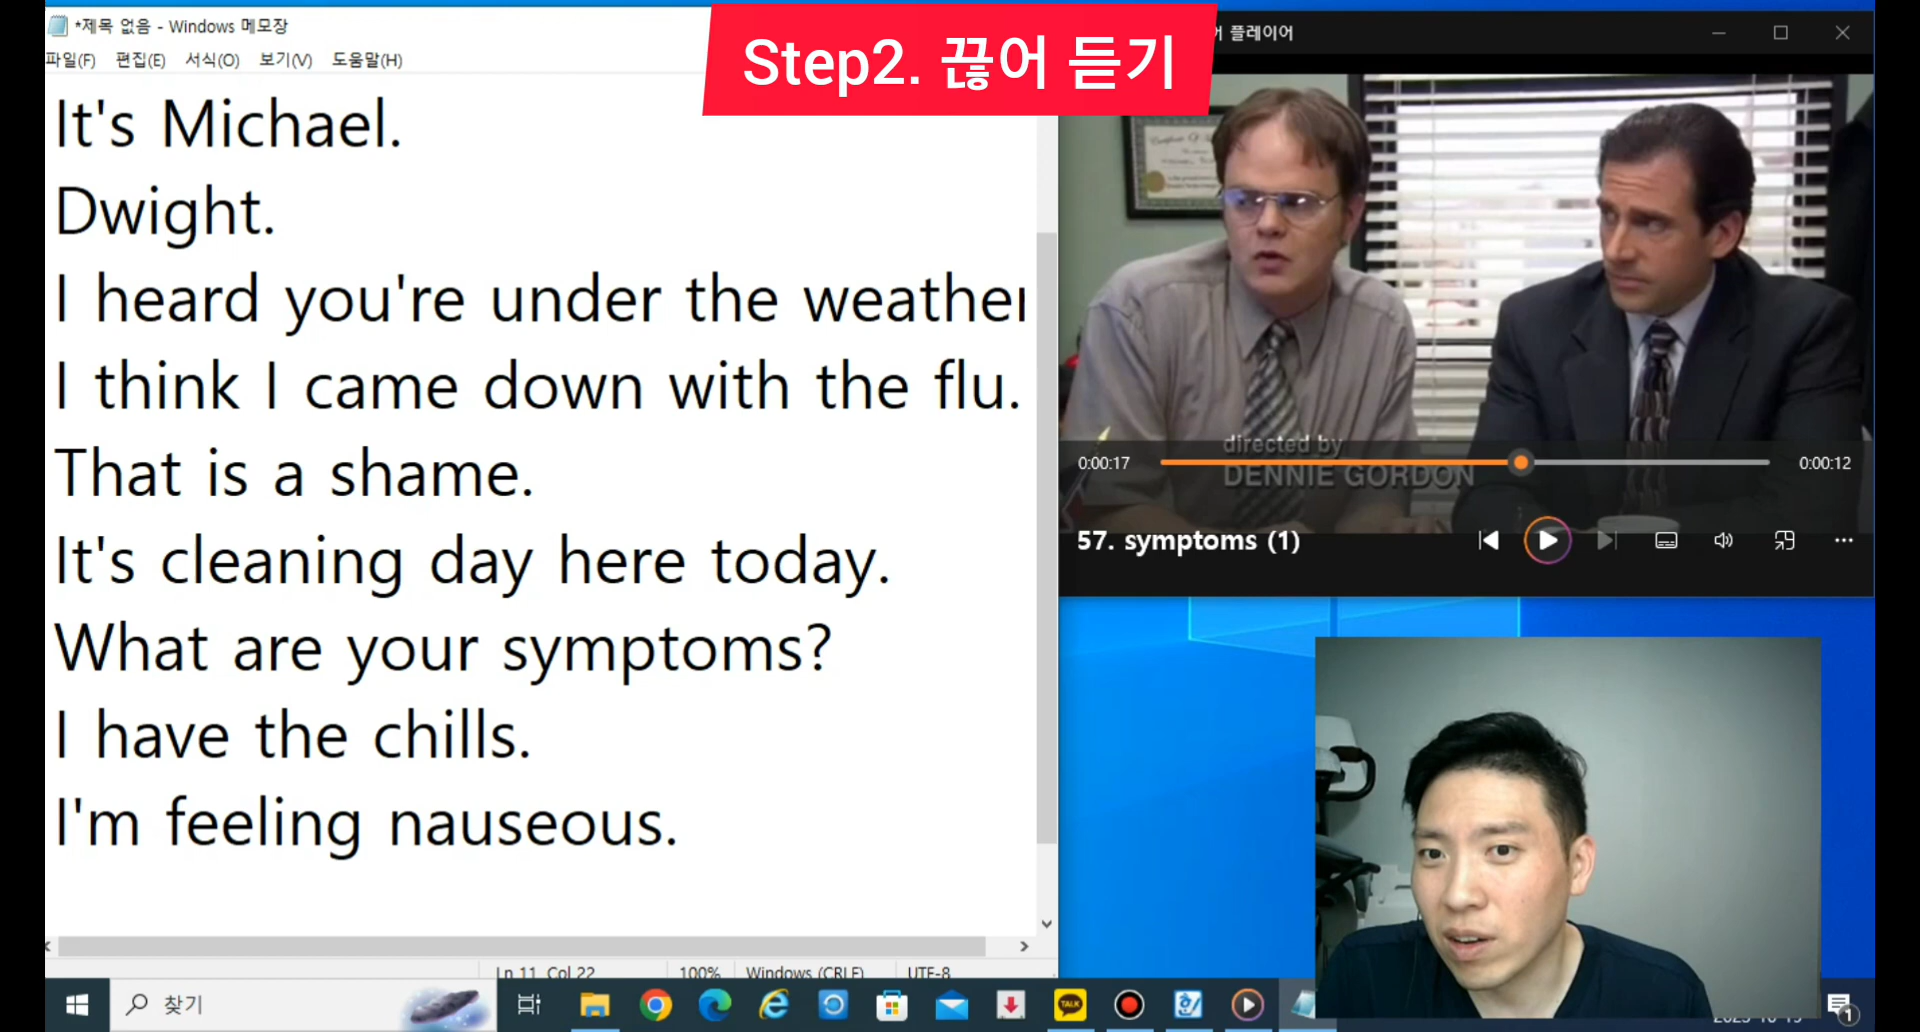 *제목 없음 - Windows 메모장
파일(F) 편집(E) 서식(O) 보기(V) 도움말(H)
Step2. 끊어 듣기
플레이어
It's Michael.
Dwight.
I heard you're under the weather
I think I came down with the flu.
That is a shame.
It's cleaning day here today.
What are your symptoms?
I have the chills.
I'm feeling nauseous.
directed by
DENNIE GORDON
0:00:17
0:00:12
57. symptoms (1)
Ln 11, Col 22 100% Windows (CRLF) UTF-8
찾기
TALK
1